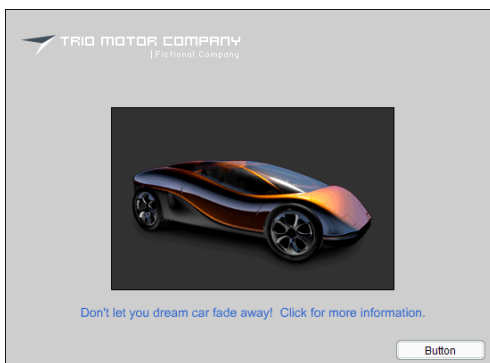 TRIO MOTOR COMPANY
|Fictional Company
Don't let you dream car fade away!  Click for more information.
Button